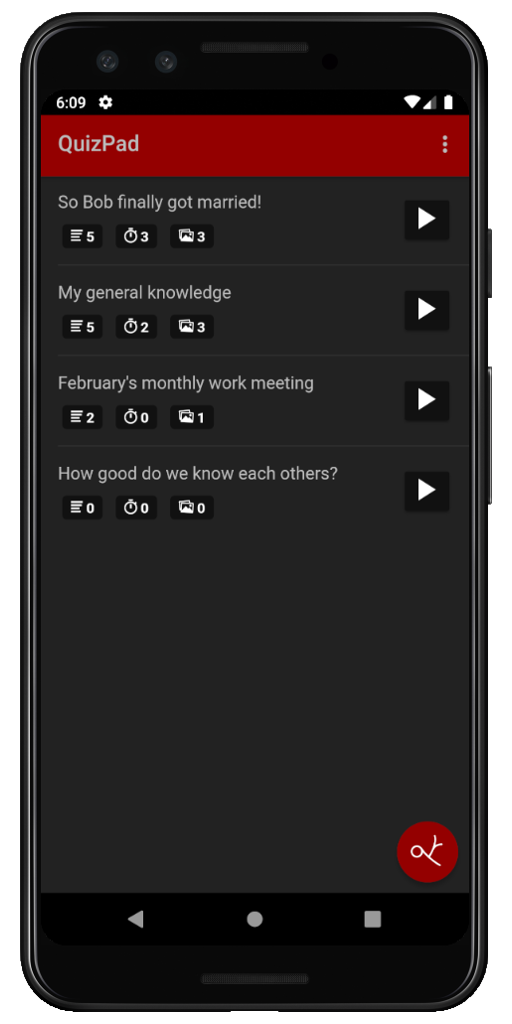 6:09
QuizPad
So Bob finally got married!
5 3 3
My general knowledge
5 2 3
February's monthly work meeting
2 0 1
How good do we know each others?
0 0 0